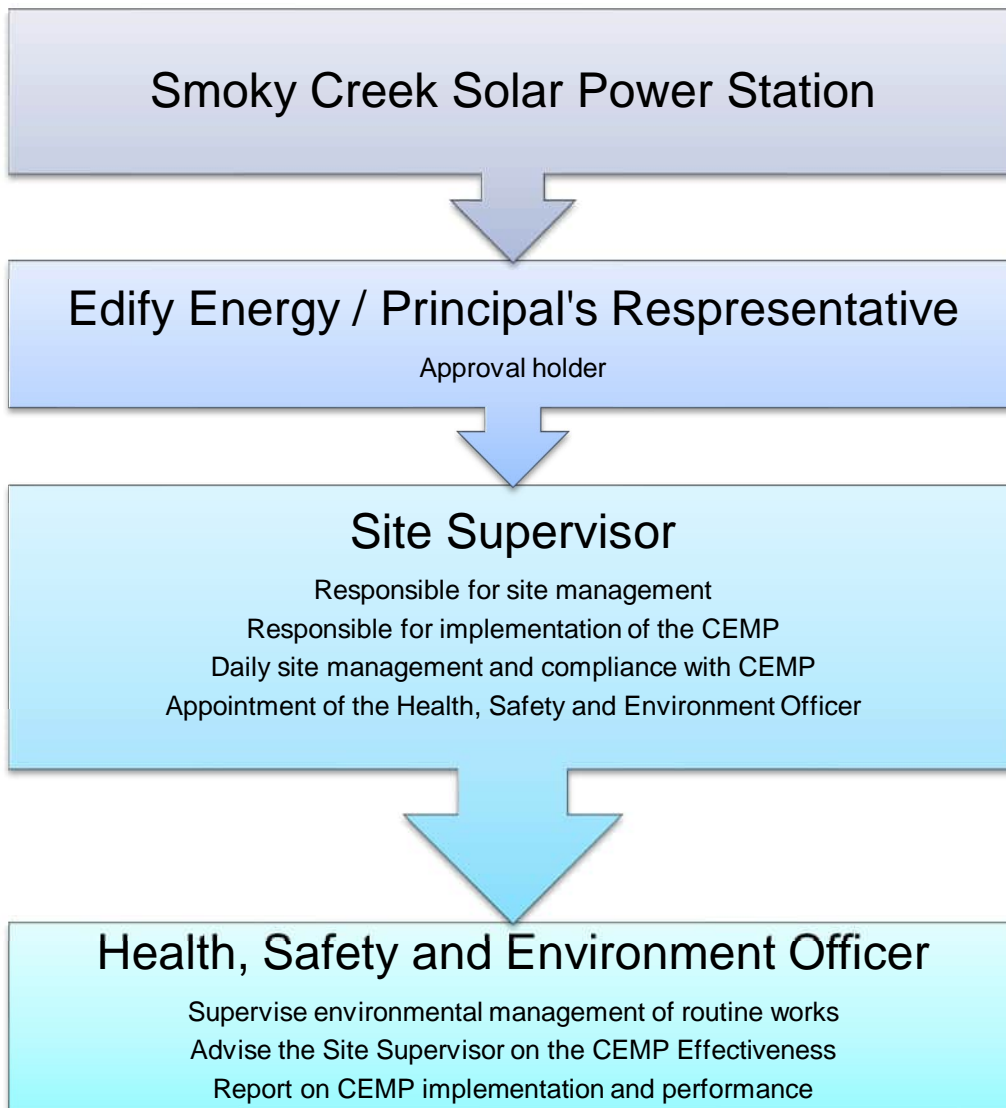 Smoky Creek Solar Power Station
Edify Energy / Principal's Respresentative
Approval holder
Site Supervisor
Responsible for site management
Responsible for implementation of the CEMP
Daily site management and compliance with CEMP
Appointment of the Health, Safety and Environment Officer
Health, Safety and Environment Officer
Supervise environmental management of routine works
Advise the Site Supervisor on the CEMP Effectiveness
Report on CEMP implementation and performance